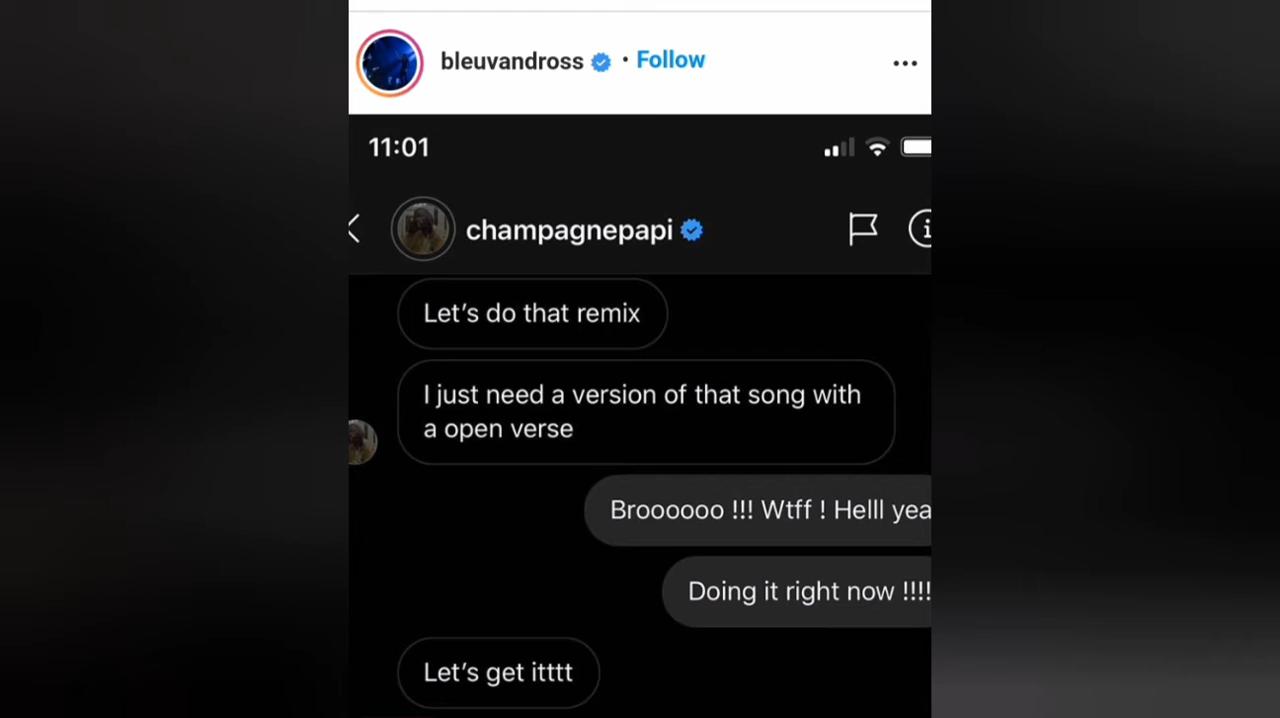 bleuvandross • Follow
11:01
champagnepapi
Let's do that remix
I just need a version of that song with
a open verse
Broooooo !!! Wtff ! Helll yea
Doing it right now !!!!
Let's get itttt